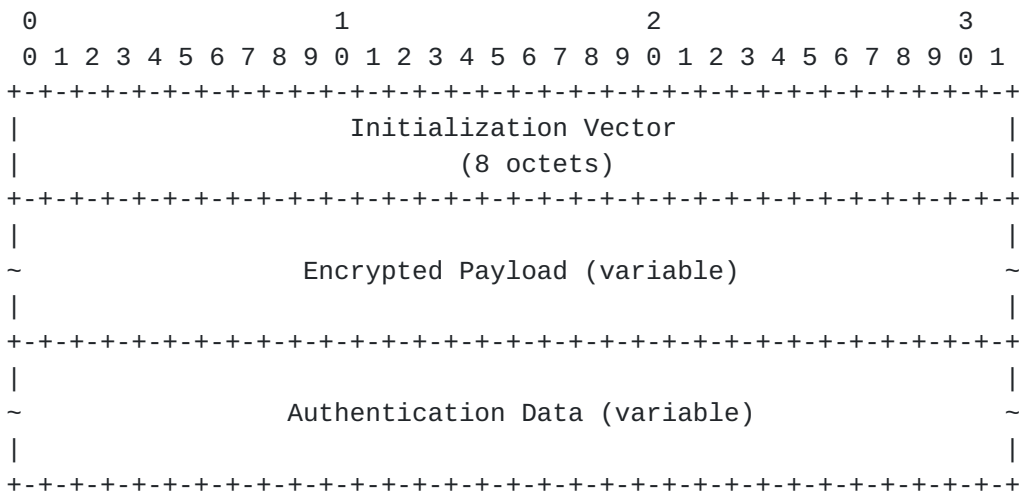 0                   1                   2                   3
 0 1 2 3 4 5 6 7 8 9 0 1 2 3 4 5 6 7 8 9 0 1 2 3 4 5 6 7 8 9 0 1
+-+-+-+-+-+-+-+-+-+-+-+-+-+-+-+-+-+-+-+-+-+-+-+-+-+-+-+-+-+-+-+-+
|                     Initialization Vector                     |
|                            (8 octets)                         |
+-+-+-+-+-+-+-+-+-+-+-+-+-+-+-+-+-+-+-+-+-+-+-+-+-+-+-+-+-+-+-+-+
|                                                               |
~                  Encrypted Payload (variable)                 ~
|                                                               |
+-+-+-+-+-+-+-+-+-+-+-+-+-+-+-+-+-+-+-+-+-+-+-+-+-+-+-+-+-+-+-+-+
|                                                               |
~                 Authentication Data (variable)                ~
|                                                               |
+-+-+-+-+-+-+-+-+-+-+-+-+-+-+-+-+-+-+-+-+-+-+-+-+-+-+-+-+-+-+-+-+